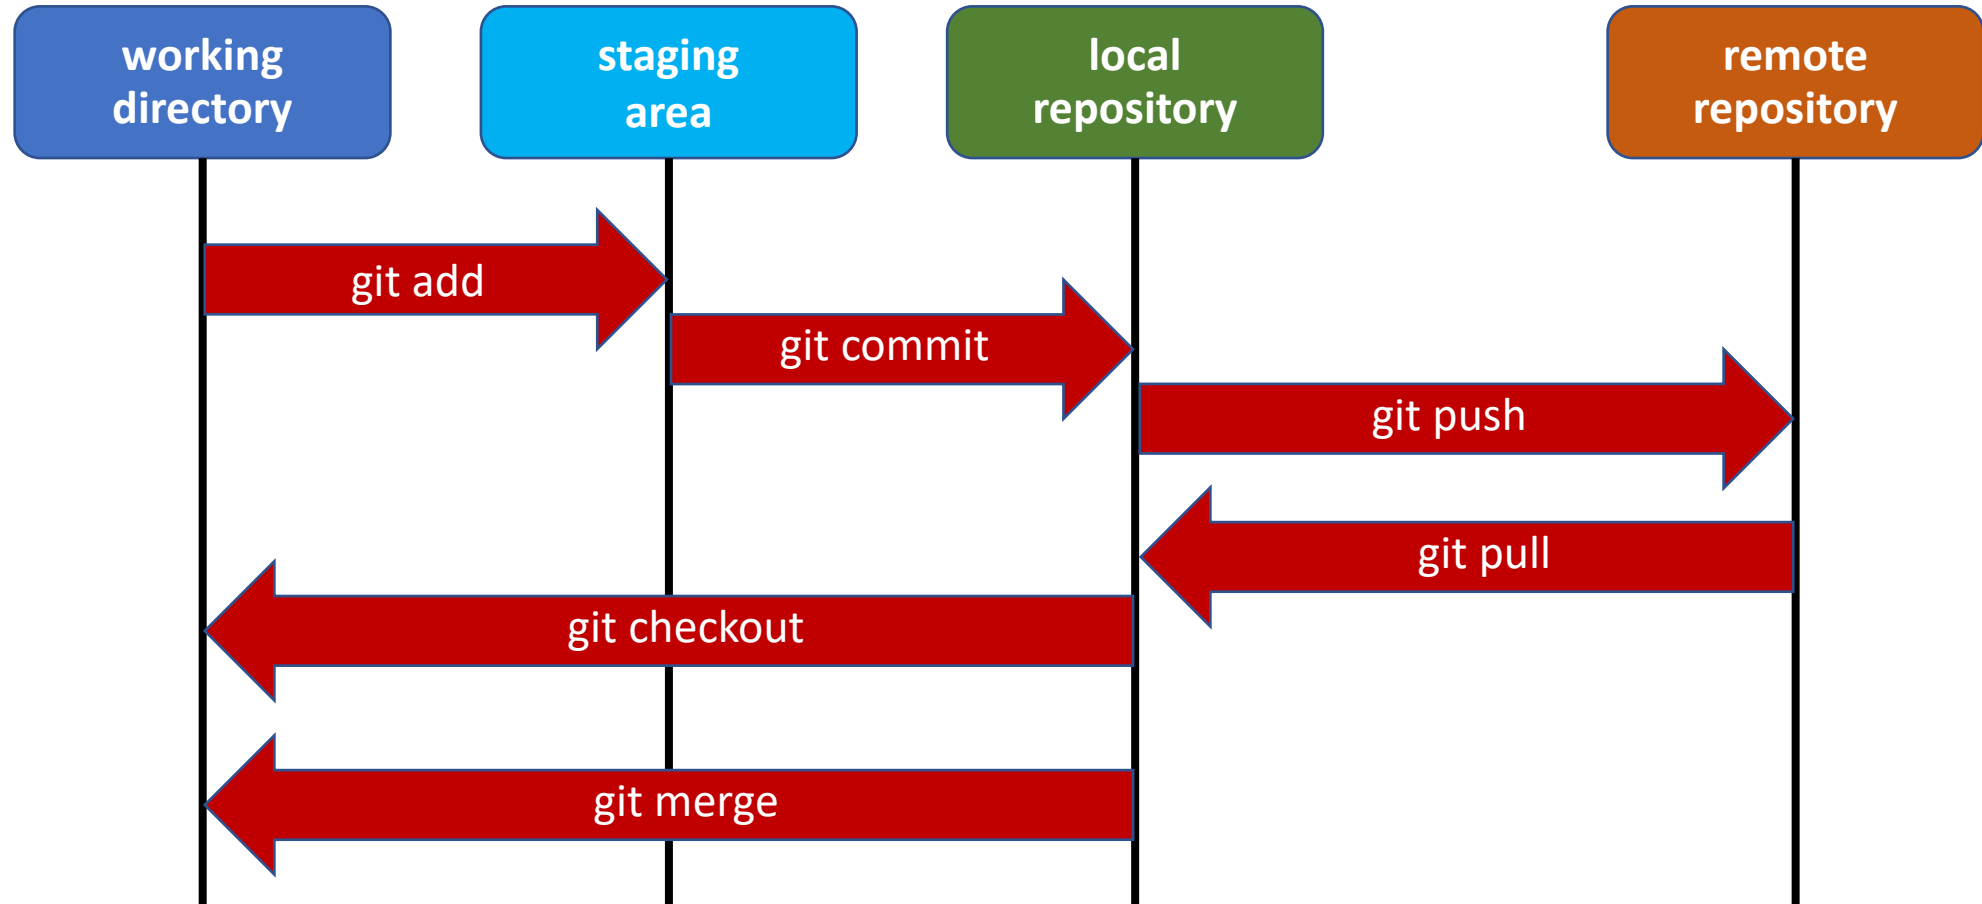 working
directory
staging
area
local
repository
remote
repository
git add
git commit
git push
git pull
git checkout
git merge